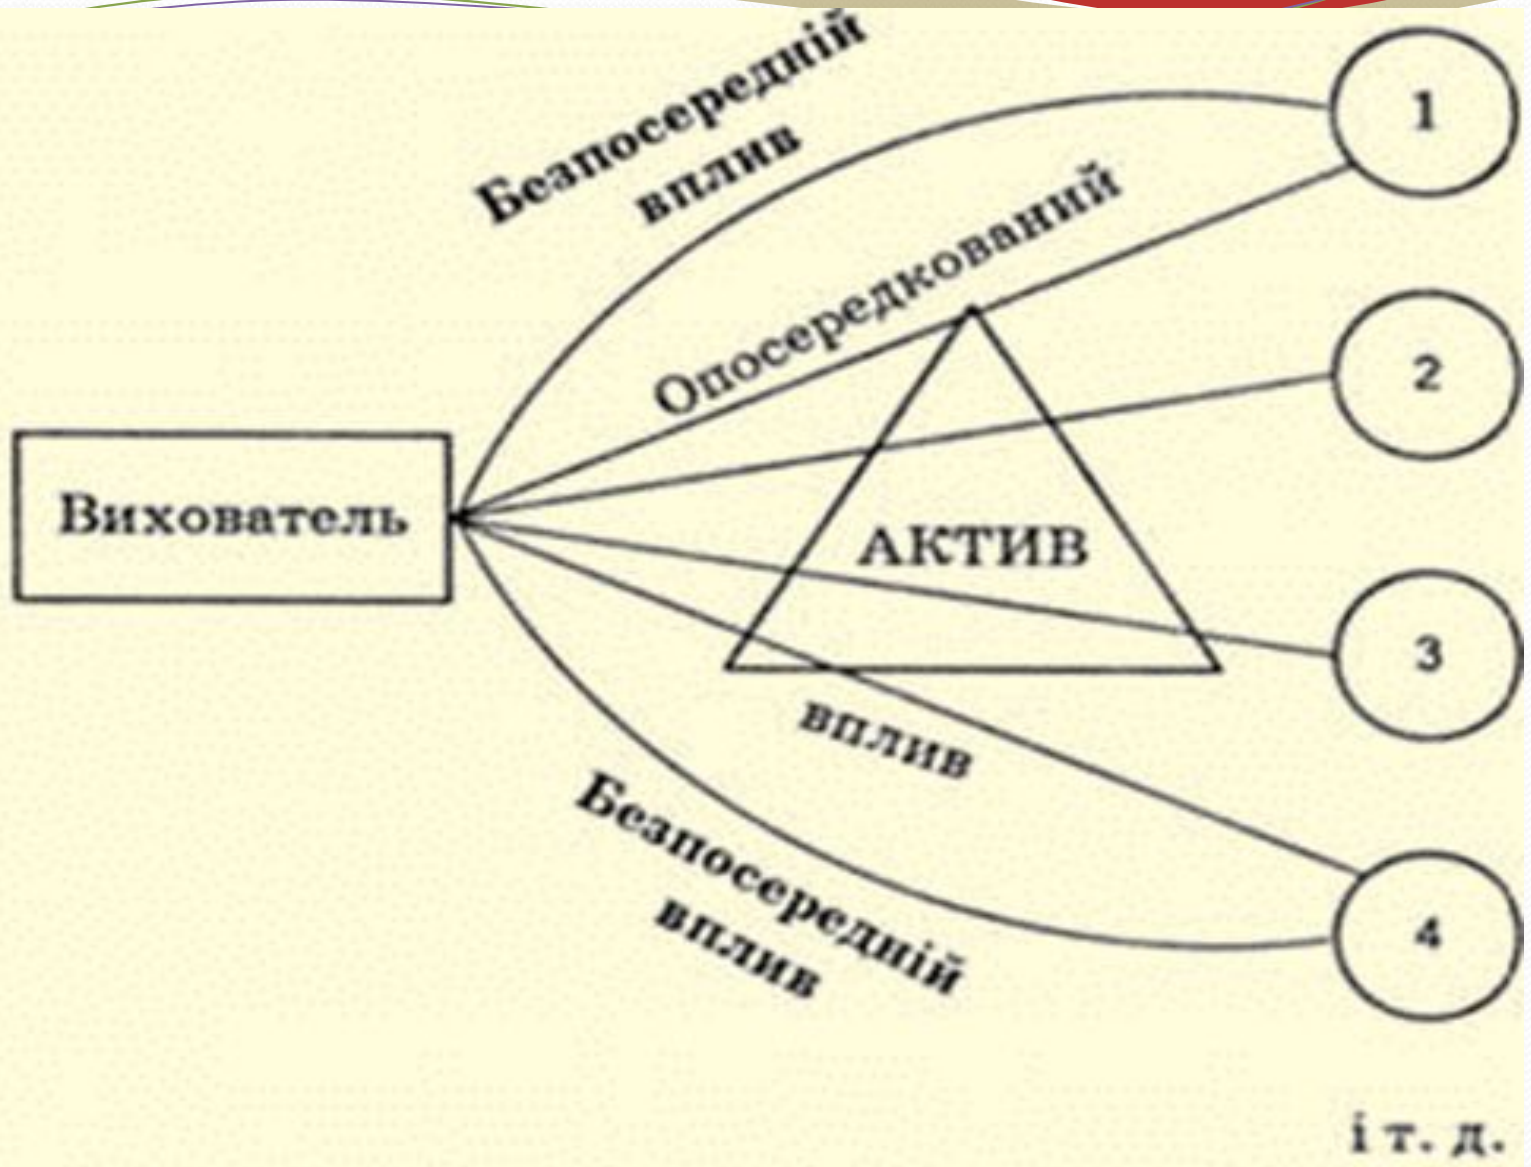 Безпосередній
вплив
1
Опосередкований
2
Вихователь
АКТИВ
3
вплив
Безпосередній
вплив
4
і т. д.